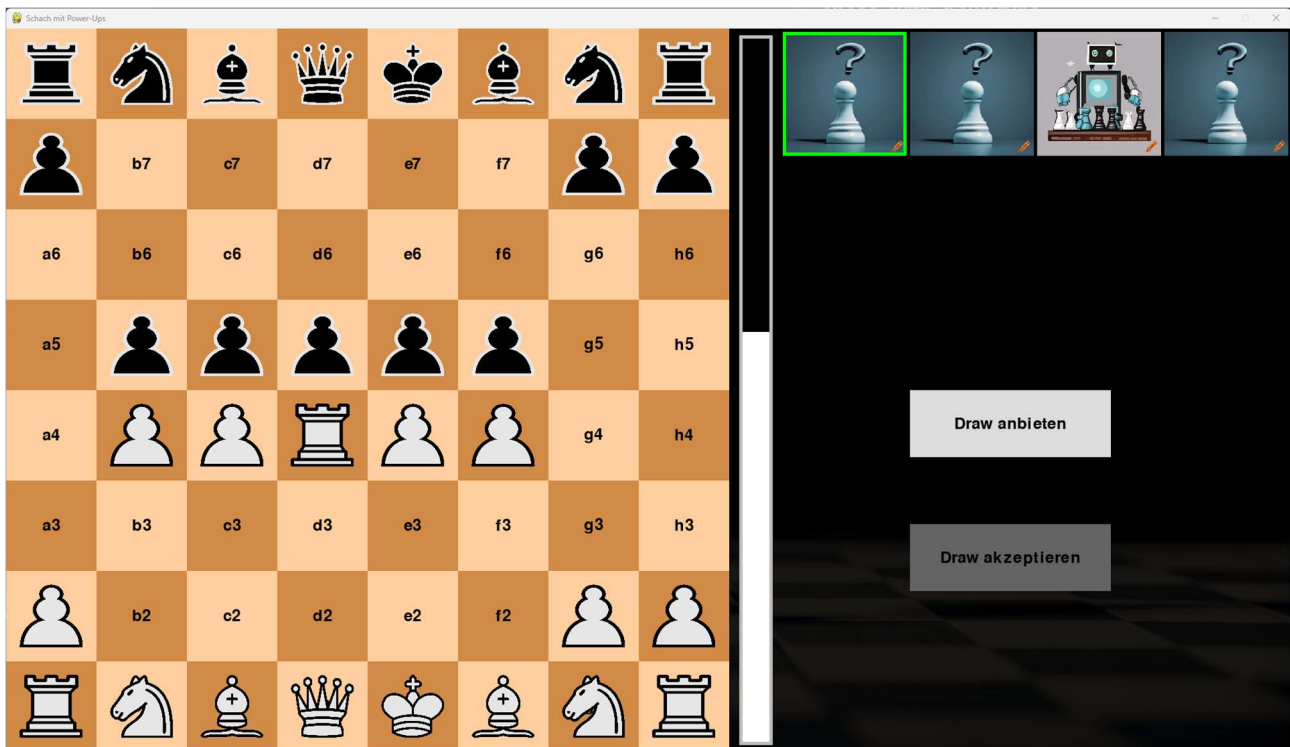 Schach mit Power-Ups
b7 c7 d7 e7 f7
a6 b6 c6 d6 e6 f6 g6 h6
a5 g5 h5
a4 g4 h4
a3 b3 c3 d3 e3 f3 g3 h3
b2 c2 d2 e2 f2
Draw anbieten
Draw akzeptieren